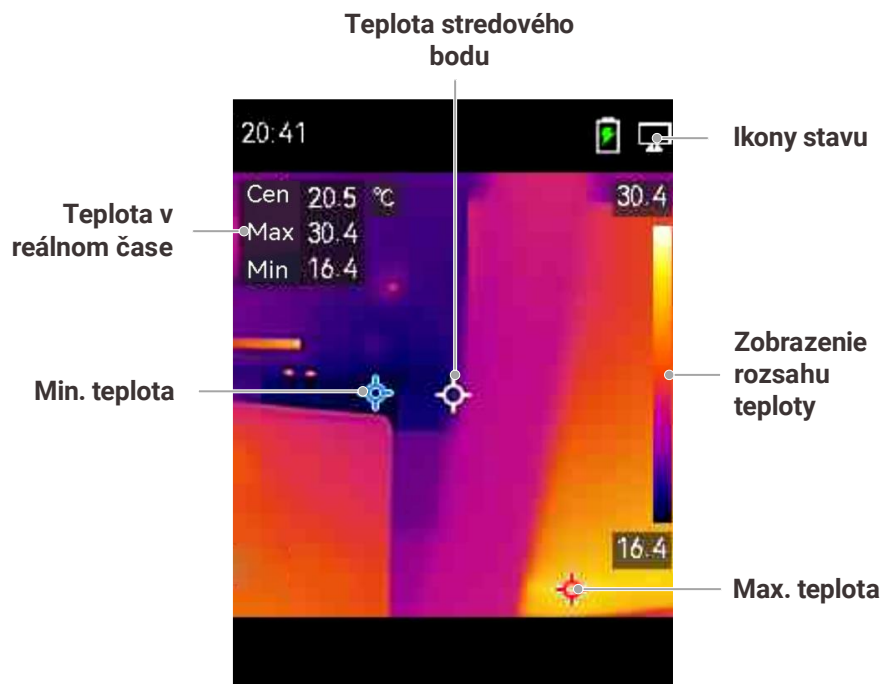 Teplota stredového
bodu
20:41
Ikony stavu
Cen 20.5 ℃
Max 30.4
Min 16.4
30.4
Teplota v
reálnom čase
Zobrazenie
rozsahu
teploty
Min. teplota
16.4
Max. teplota